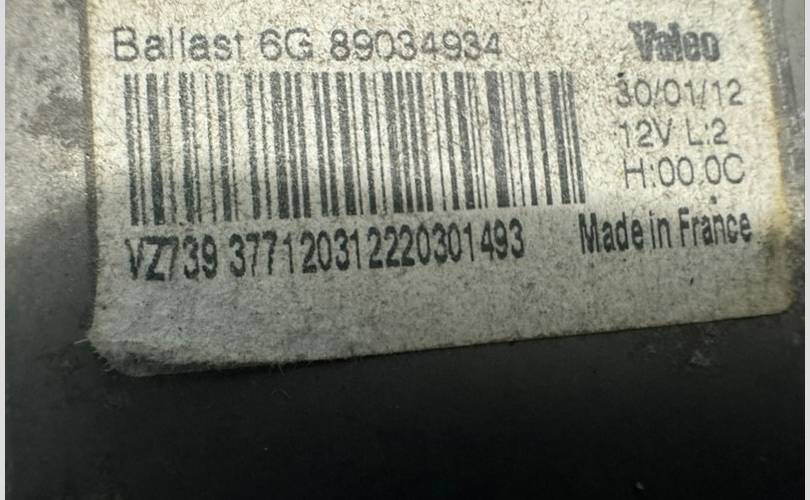 Ballast 6G 89034934
Valeo
30/01/12
12V L:2
H:00.0C
VZ739 377120312220301493
Made in France